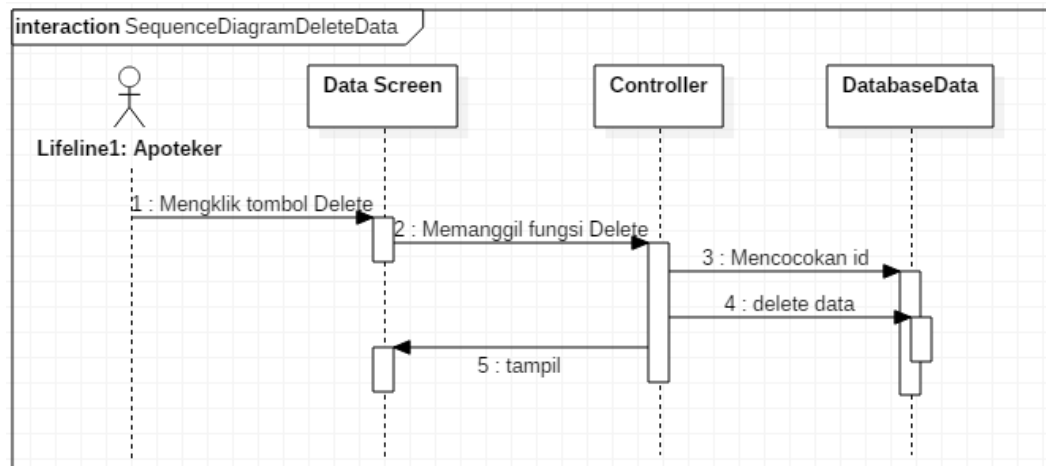 interaction SequenceDiagramDeleteData
Data Screen
Controller
DatabaseData
Lifeline1: Apoteker
1 : Mengklik tombol Delete
2 : Memanggil fungsi Delete
3 : Mencocokan id
4 : delete data
5 : tampil